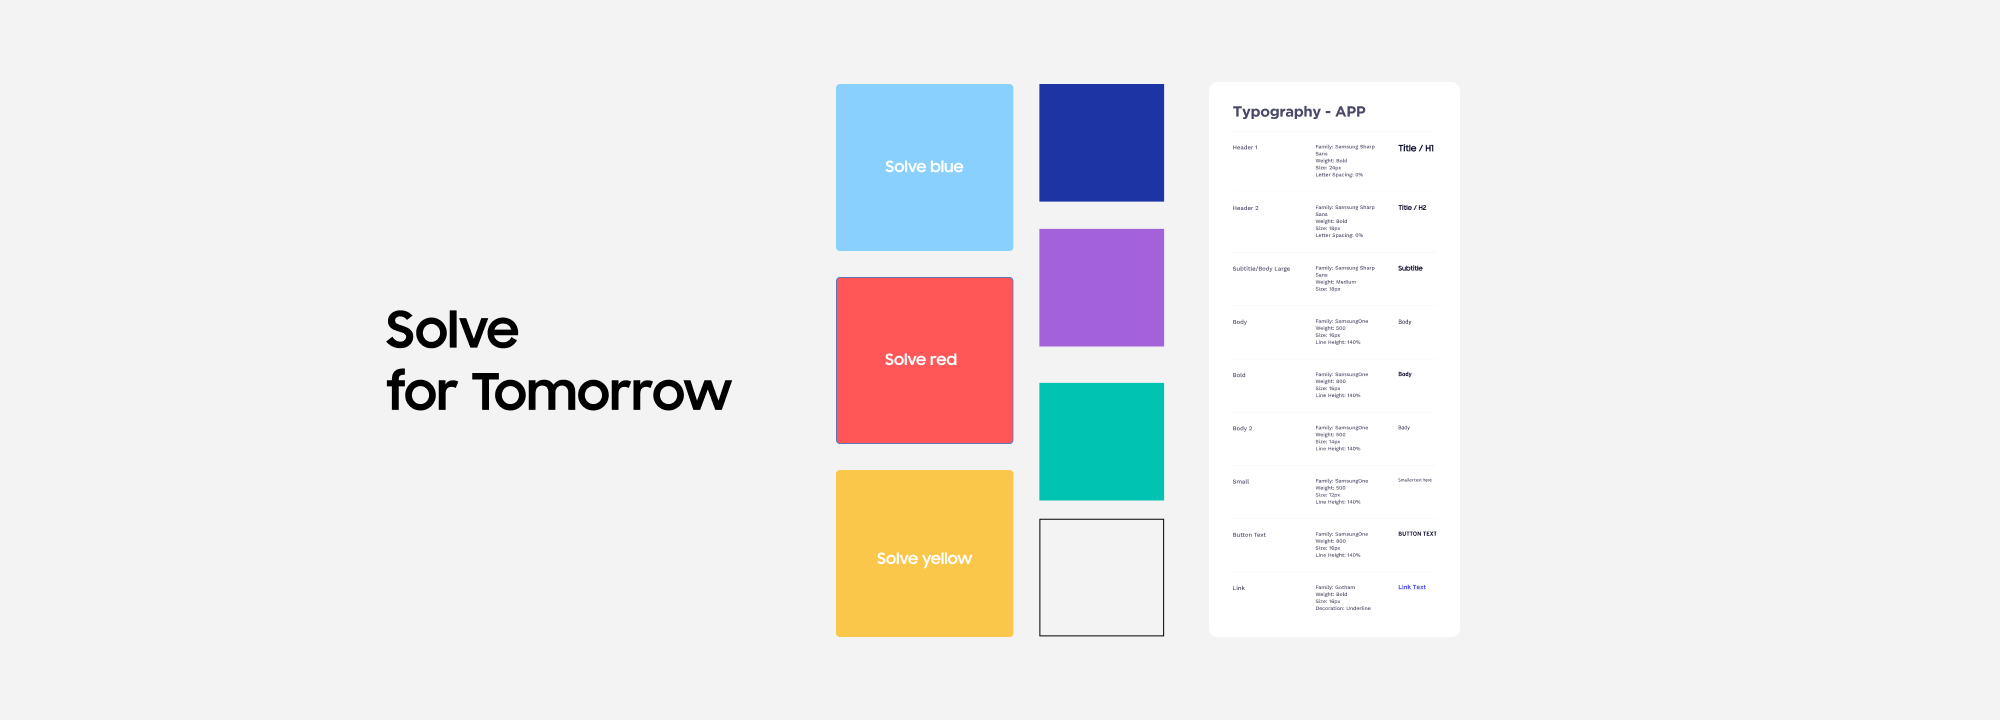 Solve
for Tomorrow
Solve blue
Solve red
Solve yellow
Typography - APP
Header 1
Family: Samsung Sharp
Sans
Weight: Bold
Size: 24px
Letter Spacing: 0%
Title / H1
Header 2
Family: Samsung Sharp
Sans
Weight: Bold
Size: 18px
Letter Spacing: 0%
Title / H2
Subtitle/Body Large
Family: Samsung Sharp
Sans
Weight: Medium
Size: 18px
Subtitle
Body
Family: SamsungOne
Weight: 500
Size: 16px
Line Height: 140%
Body
Bold
Family: SamsungOne
Weight: 800
Size: 16px
Line Height: 140%
Body
Body 2
Family: SamsungOne
Weight: 500
Size: 14px
Line Height: 140%
Body
Small
Family: SamsungOne
Weight: 500
Size: 12px
Line Height: 140%
Smaller text here
Button Text
Family: SamsungOne
Weight: 800
Size: 16px
Line Height: 140%
BUTTON TEXT
Link
Family: Gotham
Weight: Bold
Size: 16px
Decoration: Underline
Link Text